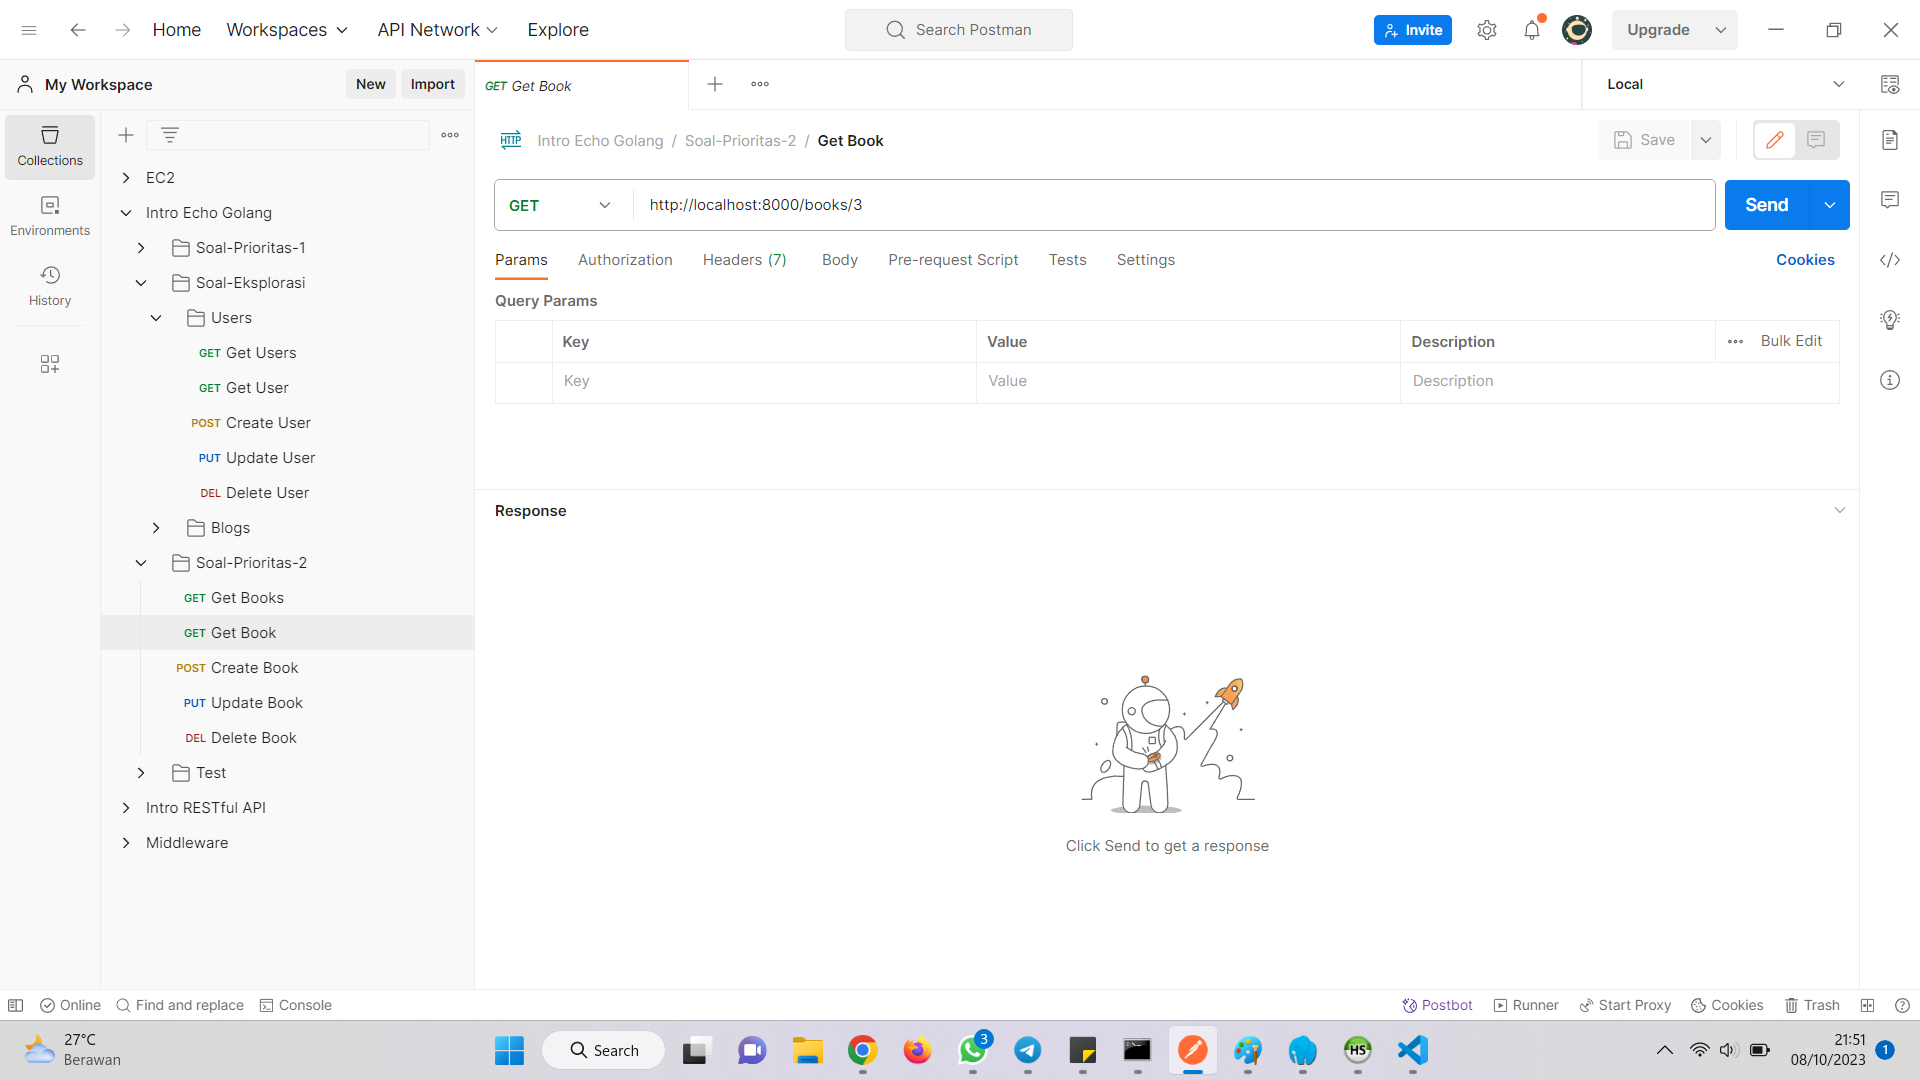 Home Workspaces API Network Explore Search Postman Invite Upgrade
My Workspace New Import GET Get Book Local
Collections
Environments
History
EC2
Intro Echo Golang
Soal-Prioritas-1
Soal-Eksplorasi
Users
GET Get Users
GET Get User
POST Create User
PUT Update User
DEL Delete User
Blogs
Soal-Prioritas-2
GET Get Books
GET Get Book
POST Create Book
PUT Update Book
DEL Delete Book
Test
Intro RESTful API
Middleware
HTTP Intro Echo Golang / Soal-Prioritas-2 / Get Book Save
GET http://localhost:8000/books/3 Send
Params Authorization Headers (7) Body Pre-request Script Tests Settings Cookies
Query Params
Key Value Description Bulk Edit
Key Value Description
Response
Click Send to get a response
Online Find and replace Console Postbot Runner Start Proxy Cookies Trash
27°C
Berawan
Search
3
HS
21:51
08/10/2023
1